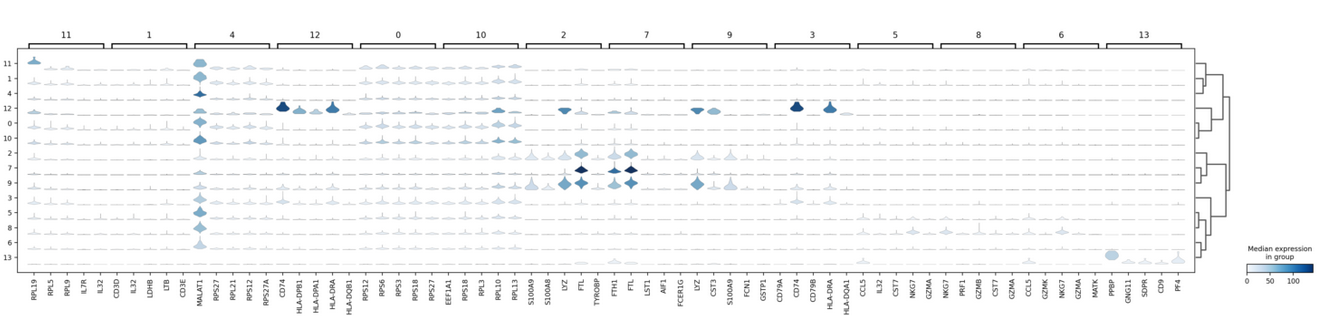 11 1 4 12 0 10 2 7 9 3 5 8 6 13
11
1
4
12
0
10
2
7
9
3
5
8
6
13
RPL19
RPL5
RPL9
IL7R
IL32
CD3D
IL32
LDHB
LTB
CD3E
MALAT1
RPS27
RPL21
RPS12
RPS27A
CD74
HLA-DPB1
HLA-DPA1
HLA-DRA
HLA-DQB1
RPS12
RPS6
RPS3
RPS18
RPS27
EEF1A1
RPS18
RPL3
RPL10
RPL13
S100A9
S100A8
LYZ
FTL
TYROBP
FTH1
FTL
LST1
AIF1
FCER1G
LYZ
CST3
S100A9
FCN1
GSTP1
CD79A
CD74
CD79B
HLA-DRA
HLA-DQA1
CCL5
IL32
CST7
NKG7
GZMA
NKG7
PRF1
GZMB
CST7
GZMA
CCL5
GZMK
NKG7
GZMA
MATK
PPBP
GNG11
SDPR
CD9
PF4
Median expression
in group
0 50 100